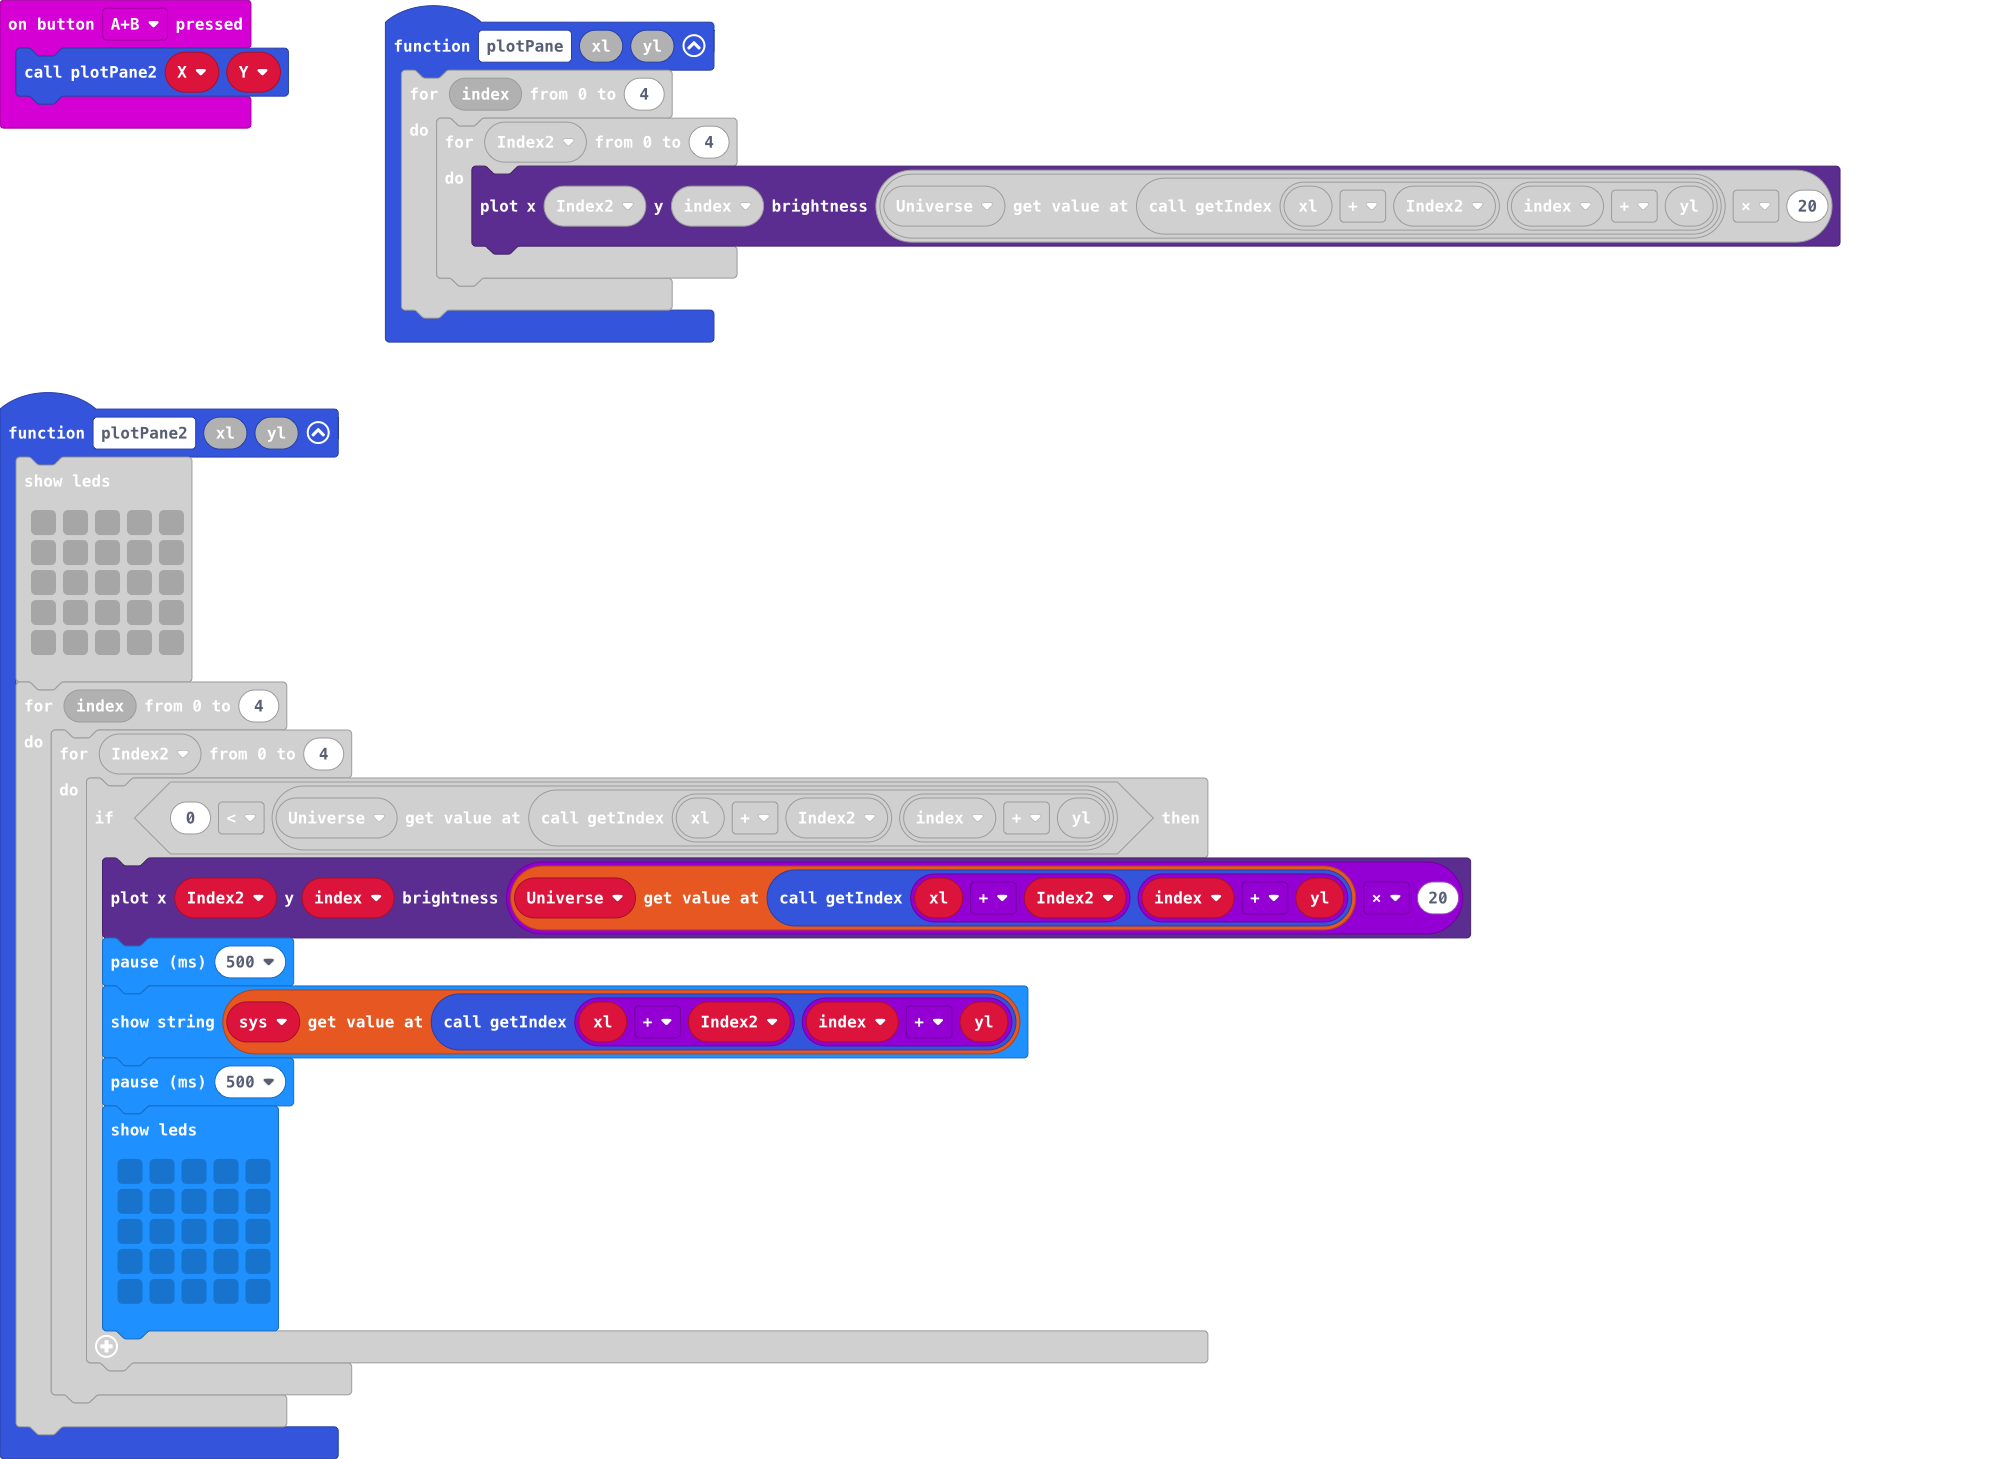 on button A+B pressed
call plotPane2 X Y
function plotPane xl yl
for index from 0 to 4
do for Index2 from 0 to 4
do plot x Index2 y index brightness Universe get value at call getIndex xl + Index2 index + yl × 20
function plotPane2 xl yl
show leds
for index from 0 to 4
do for Index2 from 0 to 4
do if 0 < Universe get value at call getIndex xl + Index2 index + yl then
plot x Index2 y index brightness Universe get value at call getIndex xl + Index2 index + yl × 20
pause (ms) 500
show string sys get value at call getIndex xl + Index2 index + yl
pause (ms) 500
show leds